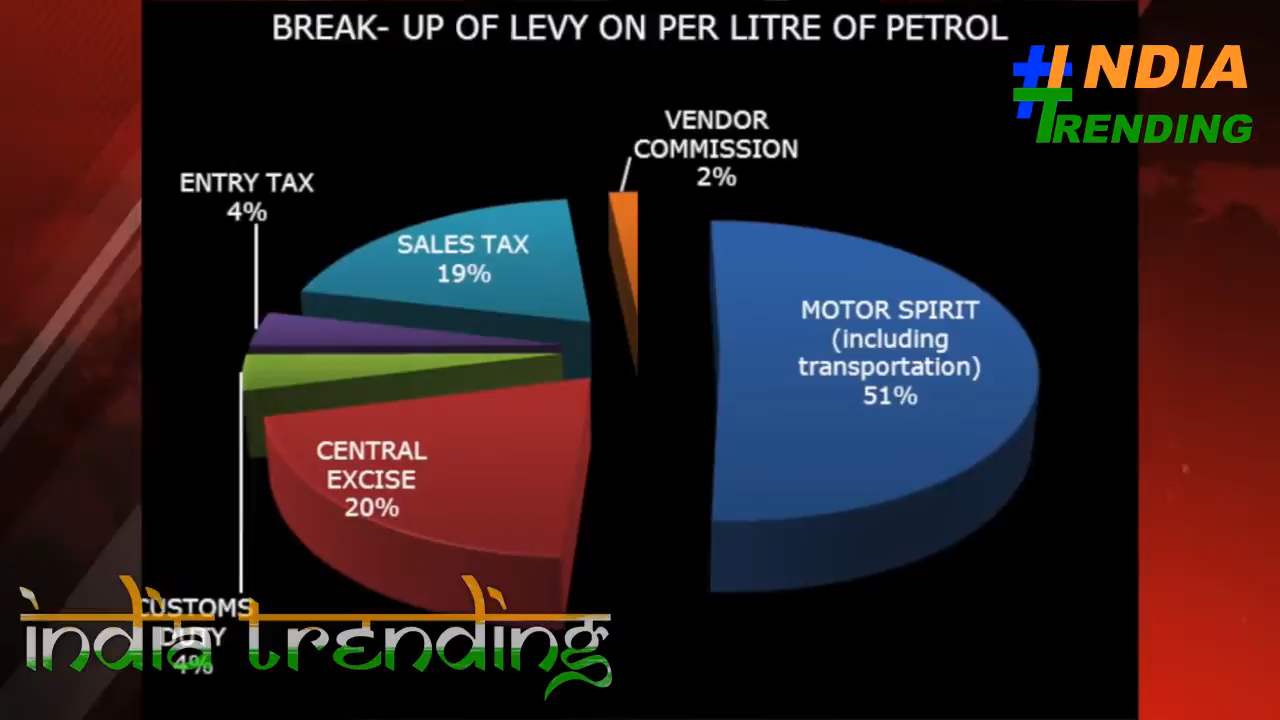 BREAK- UP OF LEVY ON PER LITRE OF PETROL
#INDIA
TRENDING
VENDOR
COMMISSION
2%
ENTRY TAX
4%
SALES TAX
19%
MOTOR SPIRIT
(including
transportation)
51%
CENTRAL
EXCISE
20%
CUSTOMS
DUTY
4%
india trending